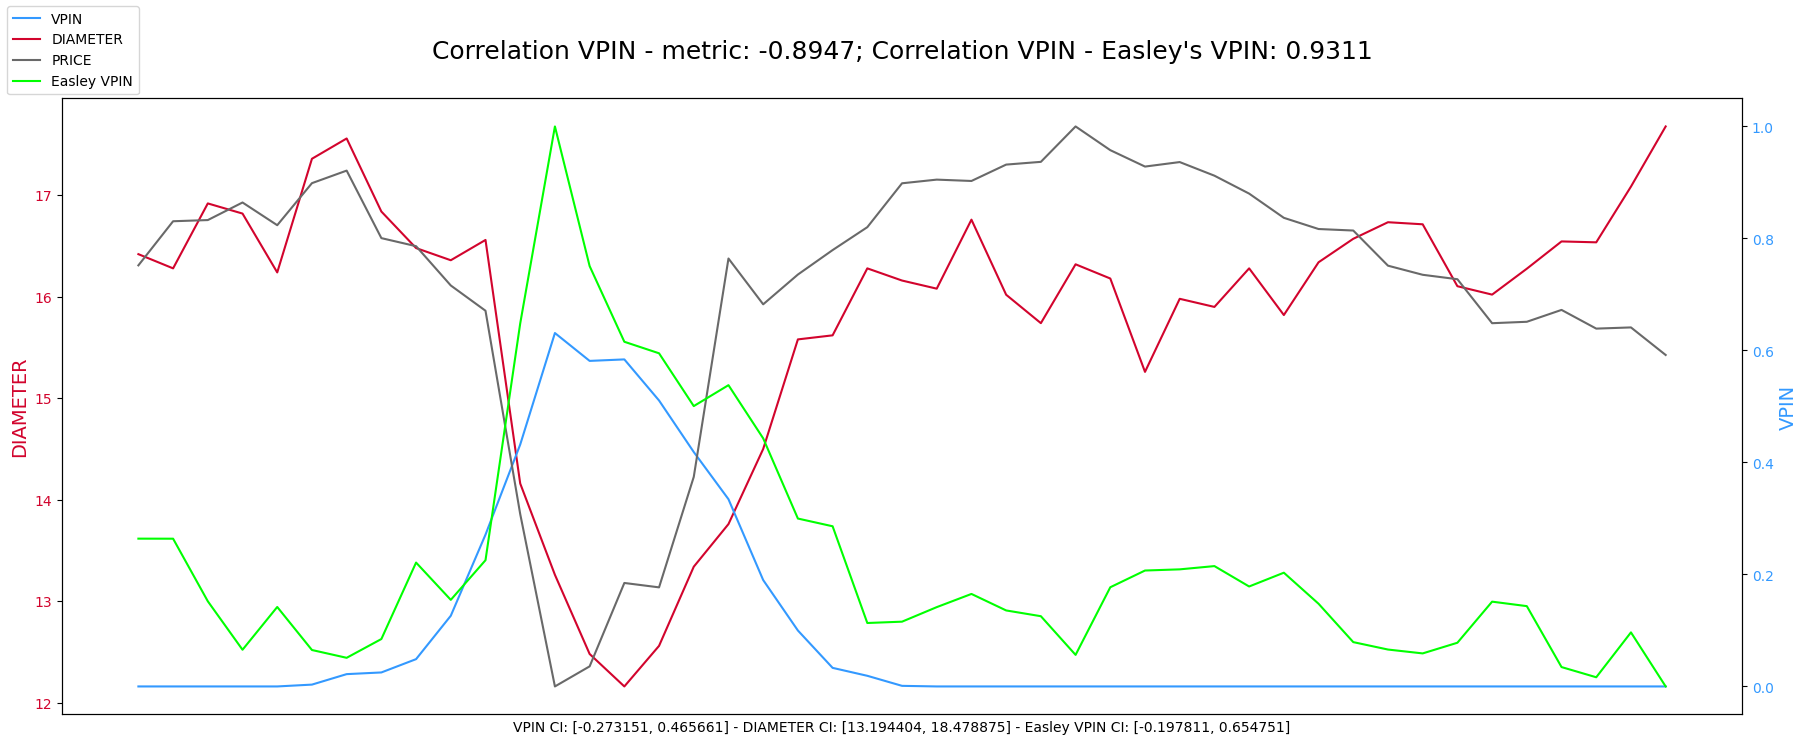 VPIN
DIAMETER
PRICE
Easley VPIN
Correlation VPIN - metric: -0.8947; Correlation VPIN - Easley's VPIN: 0.9311
17
16
15
14
13
12
DIAMETER
1.0
0.8
0.6
0.4
0.2
0.0
VPIN
VPIN CI: [-0.273151, 0.465661] - DIAMETER CI: [13.194404, 18.478875] - Easley VPIN CI: [-0.197811, 0.654751]